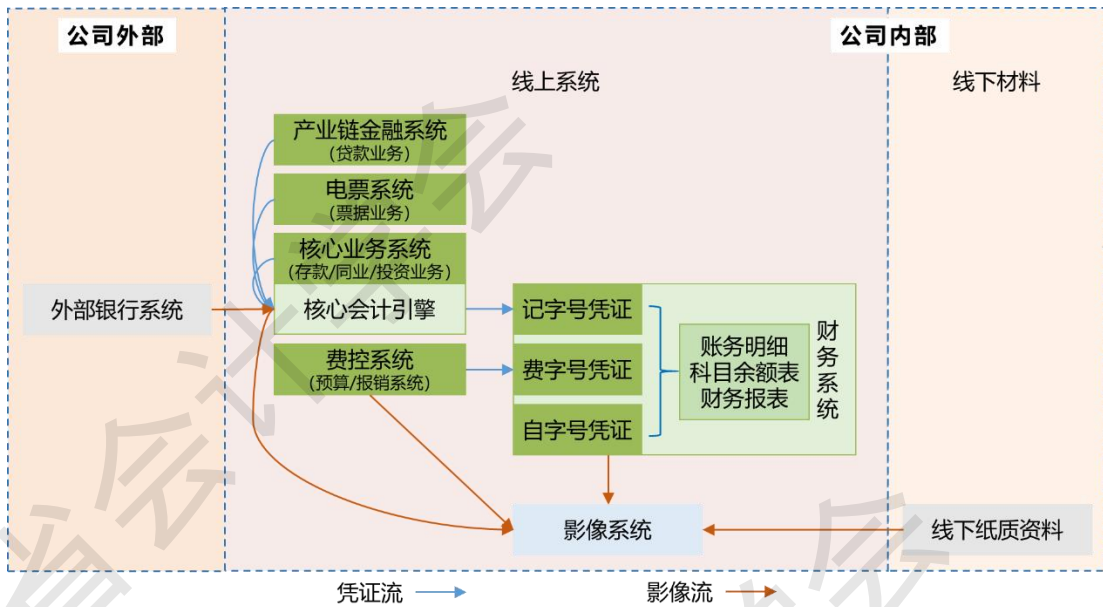 公司外部
公司内部
线上系统
线下材料
产业链金融系统
(贷款业务)
电票系统
(票据业务)
核心业务系统
(存款/同业/投资业务)
外部银行系统
核心会计引擎
记字号凭证
费控系统
(预算/报销系统)
费字号凭证
自字号凭证
账务明细
科目余额表
财务报表
财务系统
影像系统
线下纸质资料
凭证流
影像流
省会计学会